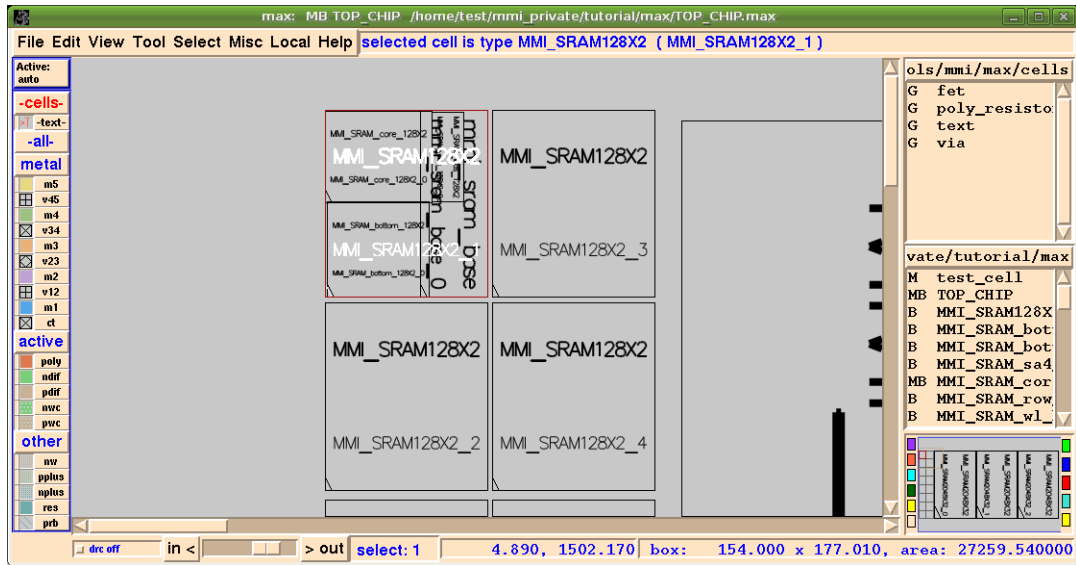 max: MB TOP_CHIP /home/test/mmi_private/tutorial/max/TOP_CHIP.max
File Edit View Tool Select Misc Local Help selected cell is type MMI_SRAM128X2 ( MMI_SRAM128X2_1 )
Active:
auto
-cells-
-text-
-all-
metal
m5
v45
m4
v34
m3
v23
m2
v12
m1
ct
active
poly
ndif
pdif
nwc
pwc
other
nw
pplus
nplus
res
prb
MMI_SRAM_core_128X2
MMI_SRAM128X2
MMI_SRAM_core_128X2_0
MMI_SRAM_bottom_128X2
MMI_SRAM128X2_1
MMI_SRAM_bottom_128X2_0
MMI_SRAM128X2
MMI_SRAM128X2_3
MMI_SRAM128X2
MMI_SRAM128X2_2
MMI_SRAM128X2
MMI_SRAM128X2_4
ols/mmi/max/cells
G fet
G poly_resisto
G text
G via
vate/tutorial/max
M test_cell
MB TOP_CHIP
B MMI_SRAM128X
B MMI_SRAM_bot
B MMI_SRAM_bot
B MMI_SRAM_sa4
MB MMI_SRAM_cor
B MMI_SRAM_row
B MMI_SRAM_wl_
drc off
in <
> out
select: 1
4.890, 1502.170
box: 154.000 x 177.010, area: 27259.540000